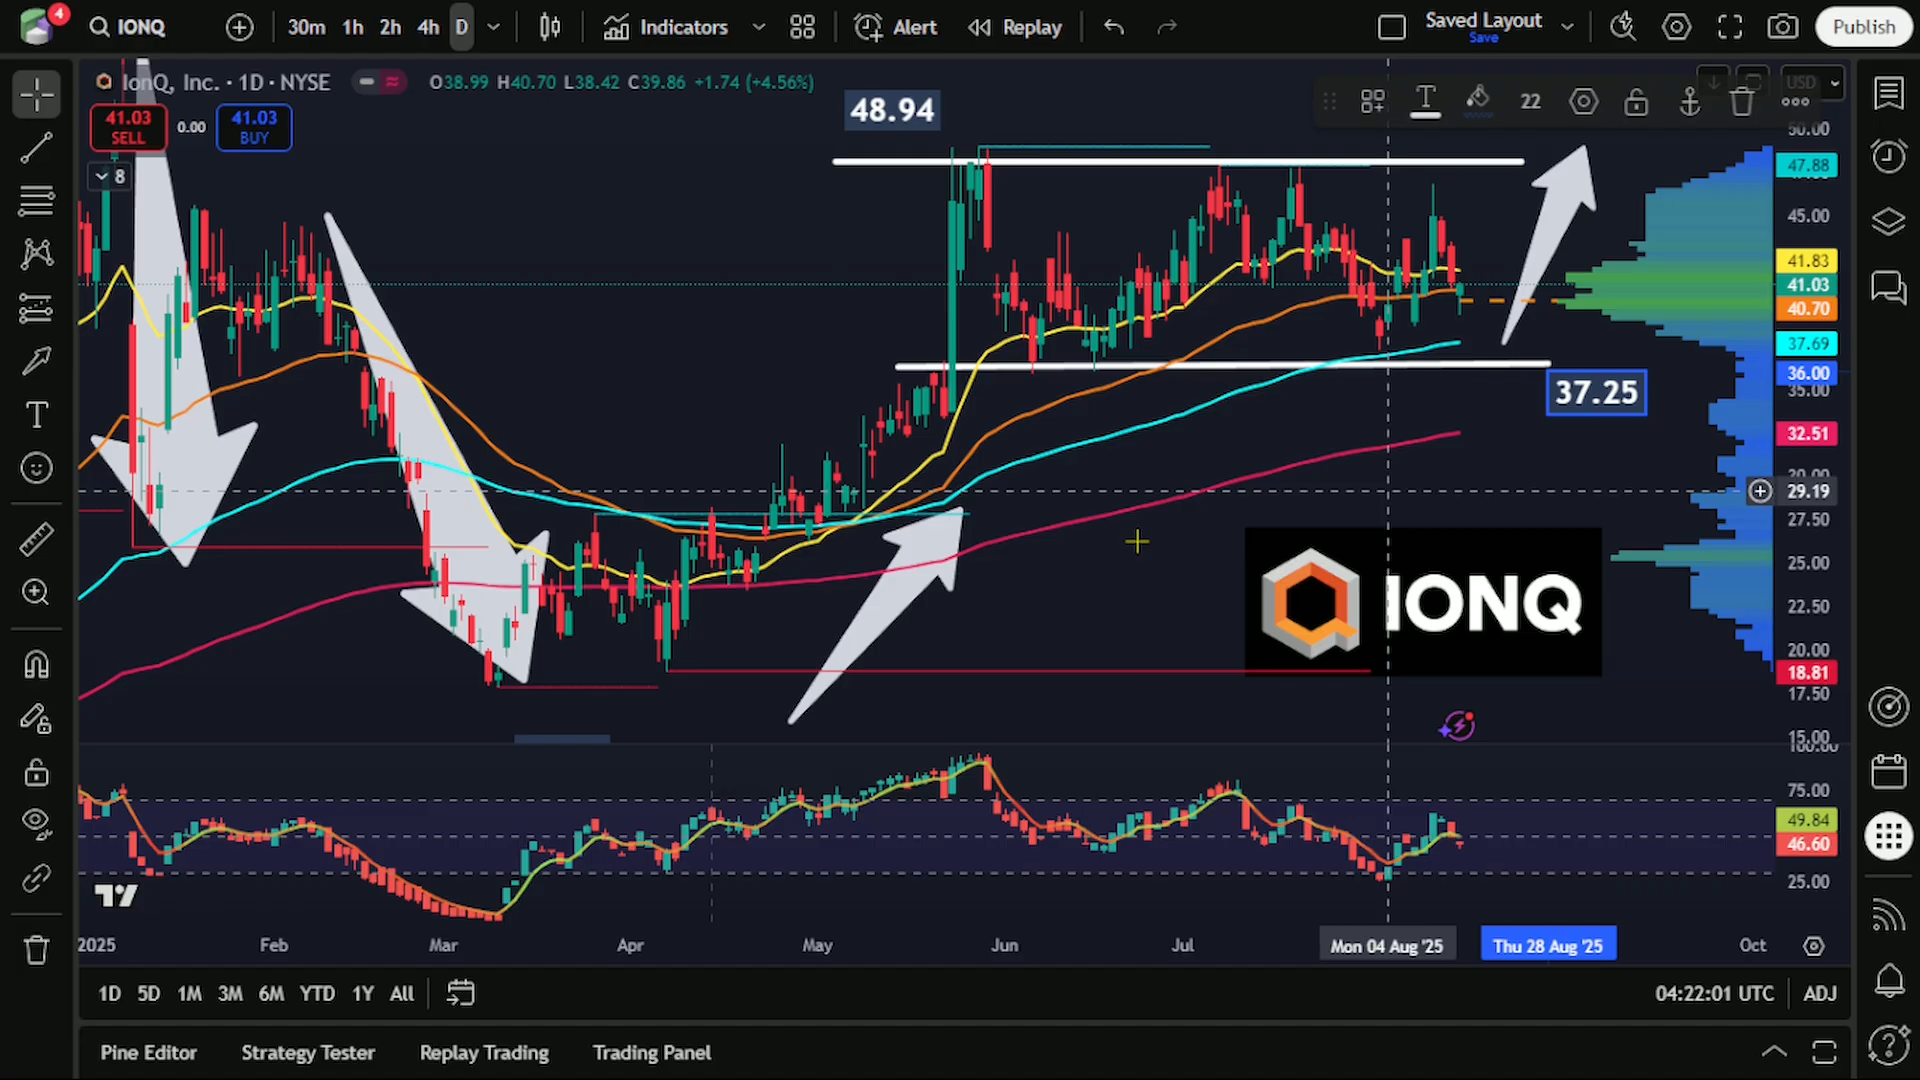 4
IONQ
30m 1h 2h 4h D
Indicators
Alert
Replay
Saved Layout
Save
Publish
IonQ, Inc. · 1D · NYSE
O38.99 H40.70 L38.42 C39.86 +1.74 (+4.56%)
41.03
SELL
0.00
41.03
BUY
8
48.94
22
USD
50.00
47.88
45.00
41.83
41.03
40.70
37.69
36.00
35.00
37.25
32.51
30.00
29.19
27.50
25.00
22.50
20.00
18.81
17.50
15.00
IONQ
100.00
75.00
49.84
46.60
25.00
2025 Feb Mar Apr May Jun Jul Mon 04 Aug '25 Thu 28 Aug '25 Oct
1D 5D 1M 3M 6M YTD 1Y All
04:22:01 UTC ADJ
Pine Editor Strategy Tester Replay Trading Trading Panel